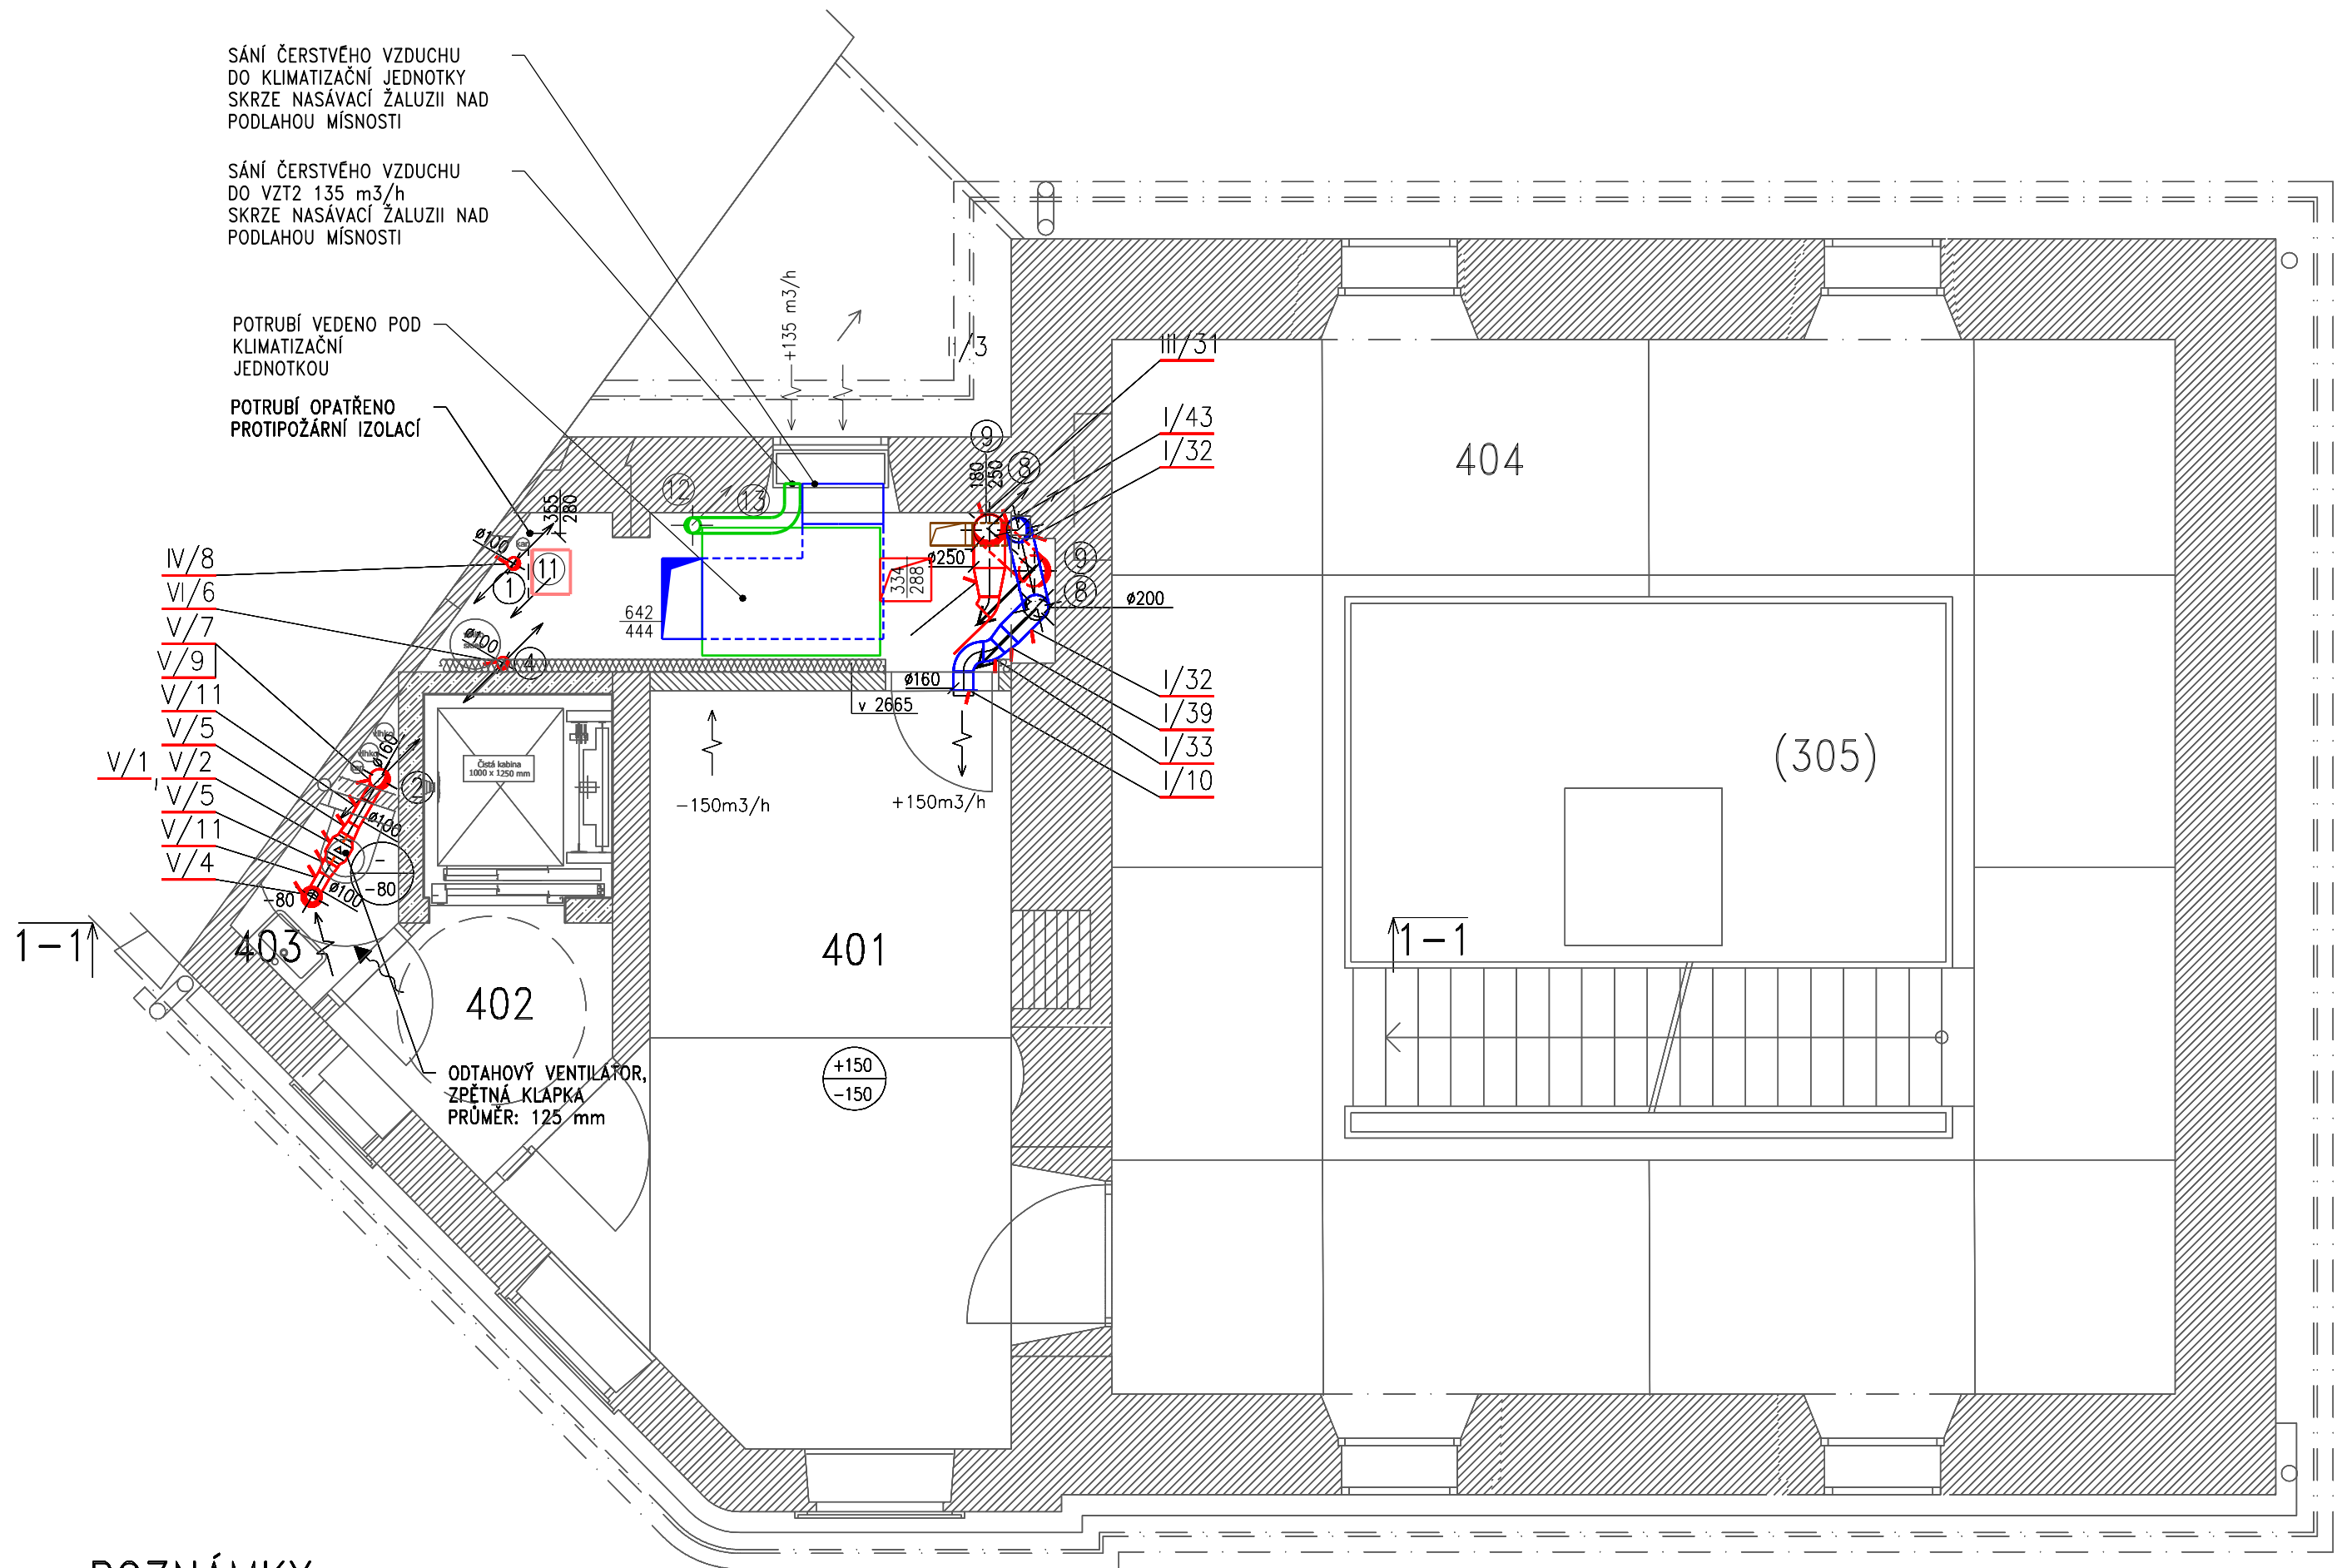 SÁNÍ ČERSTVÉHO VZDUCHU
DO KLIMATIZAČNÍ JEDNOTKY
SKRZE NASÁVACÍ ŽALUZII NAD
PODLAHOU MÍSNOSTI
SÁNÍ ČERSTVÉHO VZDUCHU
DO VZT2 135 m3/h
SKRZE NASÁVACÍ ŽALUZII NAD
PODLAHOU MÍSNOSTI
POTRUBÍ VEDENO POD
KLIMATIZAČNÍ
JEDNOTKOU
POTRUBÍ OPATŘENO
PROTIPOŽÁRNÍ IZOLACÍ
+135 m3/h
II/3
III/31
I/43
I/32
404
9
8
180
250
12
13
355
280
ø100
11
1
IV/8
VI/6
V/7
V/9
V/11
V/5
V/1, V/2
V/5
V/11
V/4
ø250
334
288
9
8
ø200
642
444
ø100
4
ø160
v 2665
I/32
I/39
I/33
I/10
ø160
2
ø100
-
-80
-80
ø100
Čistá kabina
1000 x 1250 mm
-150m3/h
+150m3/h
(305)
1-1
403
402
401
1-1
+150
-150
ODTAHOVÝ VENTILÁTOR,
ZPĚTNÁ KLAPKA
PRŮMĚR: 125 mm
POZNÁMKY